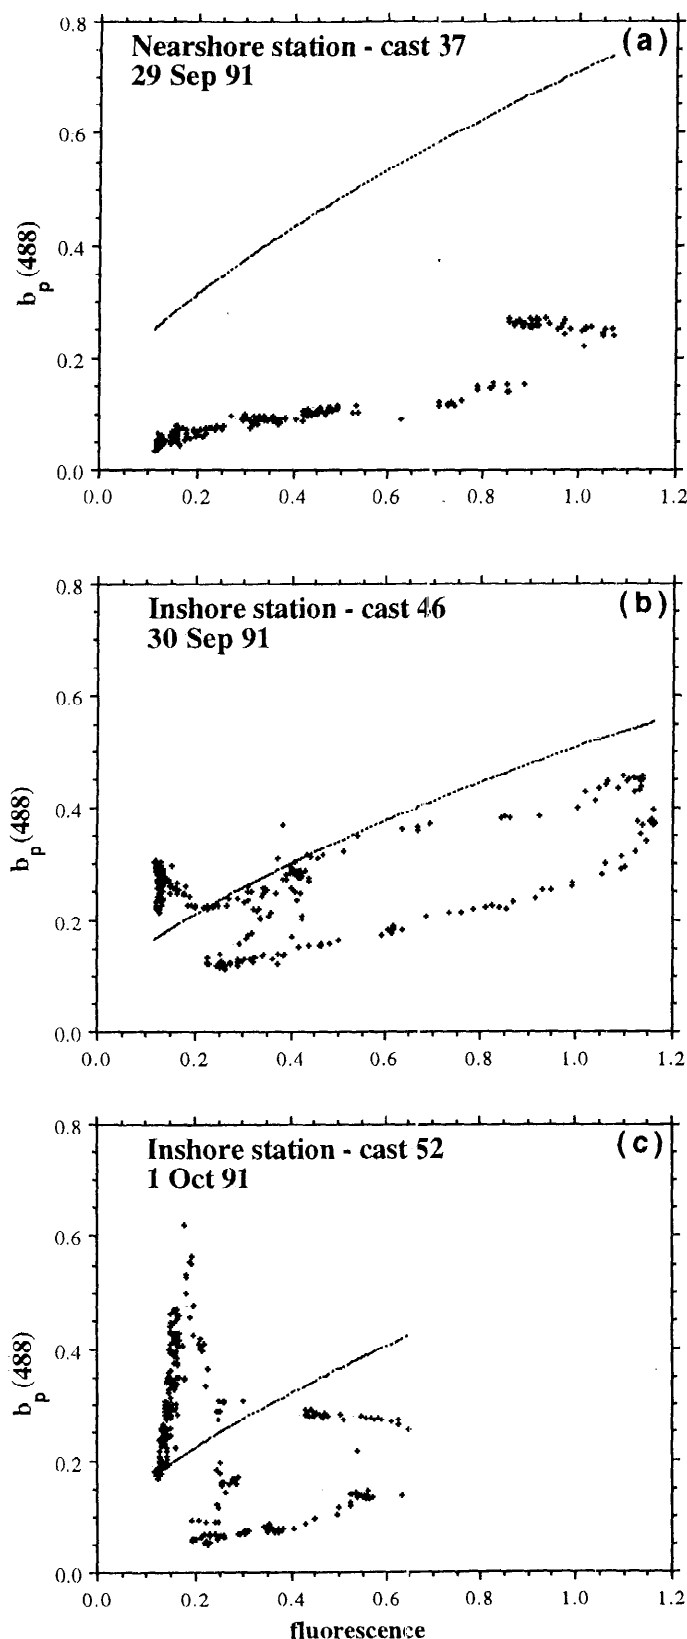 Nearshore station - cast 37
29 Sep 91
(a)
b_p(488)
0.8
0.6
0.4
0.2
0.0
0.0 0.2 0.4 0.6 0.8 1.0 1.2
Inshore station - cast 46
30 Sep 91
(b)
b_p(488)
0.8
0.6
0.4
0.2
0.0
0.0 0.2 0.4 0.6 0.8 1.0 1.2
Inshore station - cast 52
1 Oct 91
(c)
b_p(488)
0.8
0.6
0.4
0.2
0.0
0.0 0.2 0.4 0.6 0.8 1.0 1.2
fluorescence